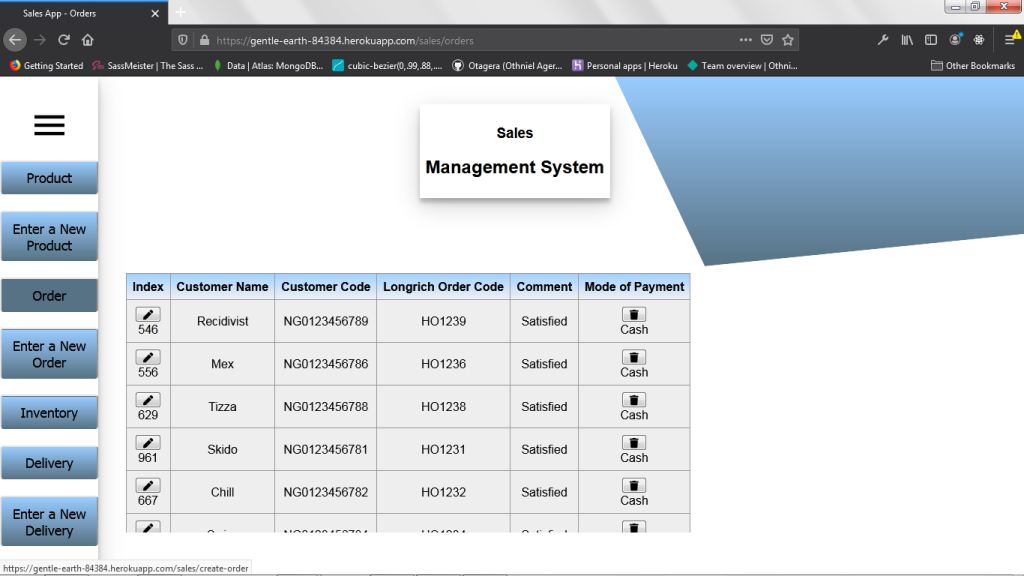 Sales App - Orders
https://gentle-earth-84384.herokuapp.com/sales/orders
Getting Started
SassMeister | The Sass ...
Data | Atlas: MongoDB...
cubic-bezier(0,.99,.88,....
Otagera (Othniel Ager...
Personal apps | Heroku
Team overview | Othni...
Other Bookmarks
Product
Enter a New
Product
Order
Enter a New
Order
Inventory
Delivery
Enter a New
Delivery
Sales
Management System
Index Customer Name Customer Code Longrich Order Code Comment Mode of Payment
546 Recidivist NG0123456789 HO1239 Satisfied Cash
556 Mex NG0123456786 HO1236 Satisfied Cash
629 Tizza NG0123456788 HO1238 Satisfied Cash
961 Skido NG0123456781 HO1231 Satisfied Cash
667 Chill NG0123456782 HO1232 Satisfied Cash
https://gentle-earth-84384.herokuapp.com/sales/create-order